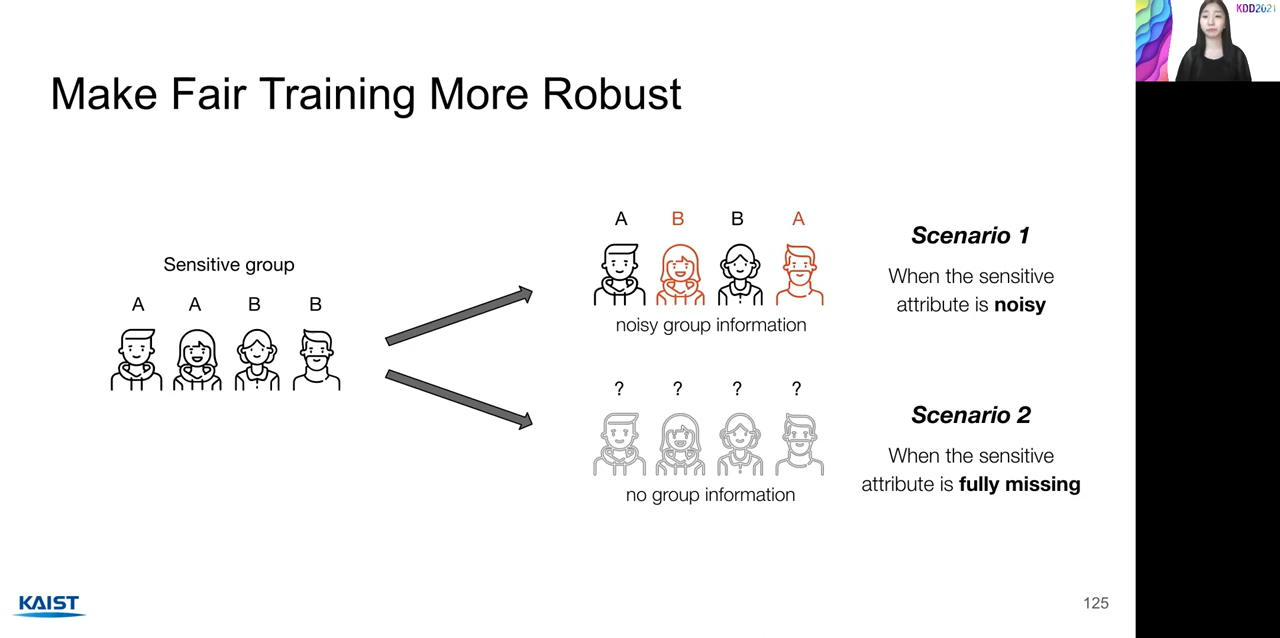 KDD2021
Make Fair Training More Robust
Sensitive group
A A B B
A B B A
noisy group information
Scenario 1
When the sensitive
attribute is noisy
? ? ? ?
no group information
Scenario 2
When the sensitive
attribute is fully missing
KAIST
125